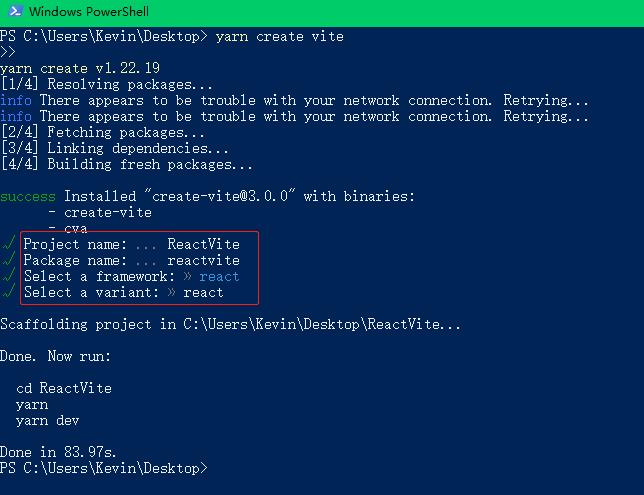 Windows PowerShell
PS C:\Users\Kevin\Desktop> yarn create vite
>>
yarn create v1.22.19
[1/4] Resolving packages...
info There appears to be trouble with your network connection. Retrying...
info There appears to be trouble with your network connection. Retrying...
[2/4] Fetching packages...
[3/4] Linking dependencies...
[4/4] Building fresh packages...
success Installed "create-vite@3.0.0" with binaries:
- create-vite
- cva
√ Project name: ... ReactVite
√ Package name: ... reactvite
√ Select a framework: » react
√ Select a variant: » react
Scaffolding project in C:\Users\Kevin\Desktop\ReactVite...
Done. Now run:
cd ReactVite
yarn
yarn dev
Done in 83.97s.
PS C:\Users\Kevin\Desktop>